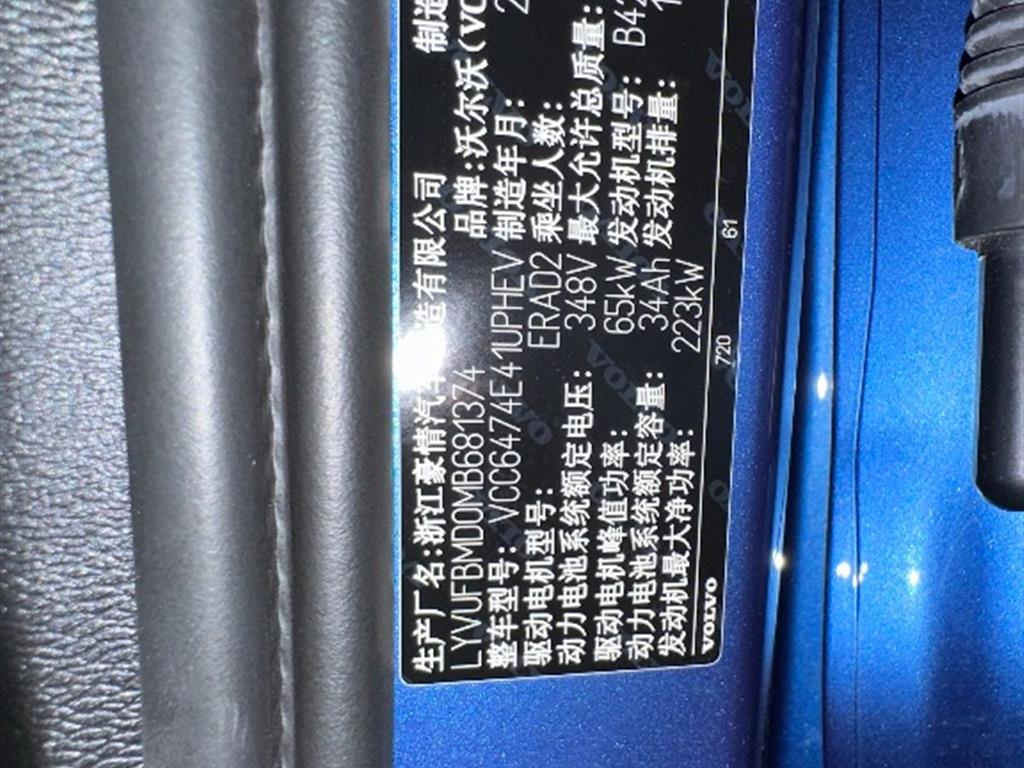 生产厂名:浙江豪情汽车制造有限公司 制造
LYVUFBMD0MB681374 品牌:沃尔沃(VO
整车型号: VCC6474E41UPHEV 制造年月: 2
驱动电机型号: ERAD2 乘坐人数:
动力电池系统额定电压: 348V 最大允许总质量:
驱动电机峰值功率: 65kW 发动机型号: B42
动力电池系统额定容量: 34Ah 发动机排量: 1
发动机最大净功率: 223kW
VOLVO 720 61